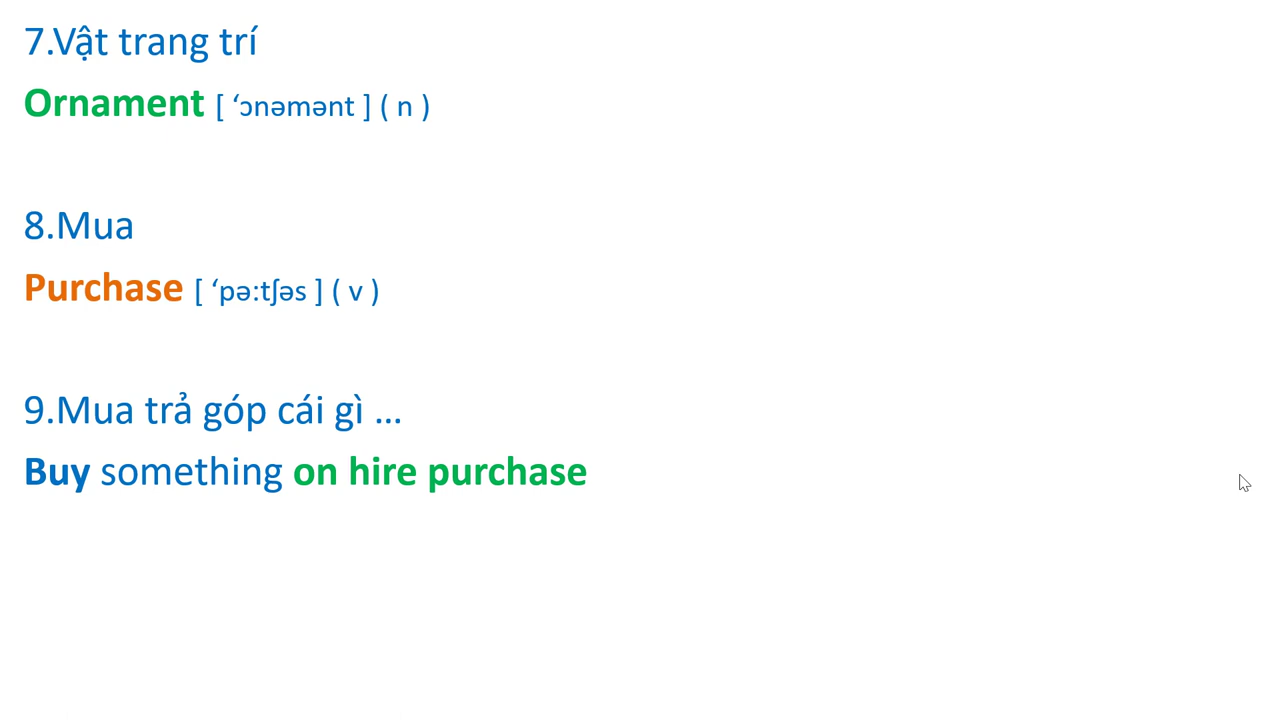 7.Vật trang trí
Ornament [ ‘ɔnəmənt ] ( n )
8.Mua
Purchase [ ‘pə:tʃəs ] ( v )
9.Mua trả góp cái gì ...
Buy something on hire purchase